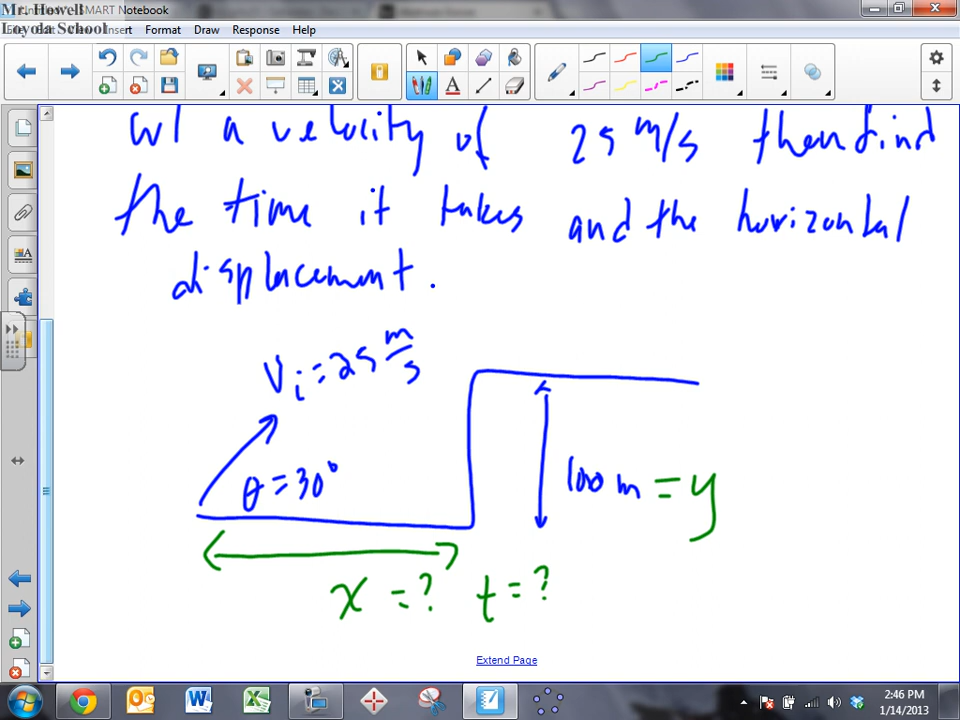 Mr. Howell
Loyola School
SMART Notebook
Insert Format Draw Response Help
w/ a velocity of 25 m/s then find
the time it takes and the horizontal
displacement.
Vi = 25 m/s
θ = 30°
100 m = y
x = ? t = ?
Extend Page
2:46 PM
1/14/2013